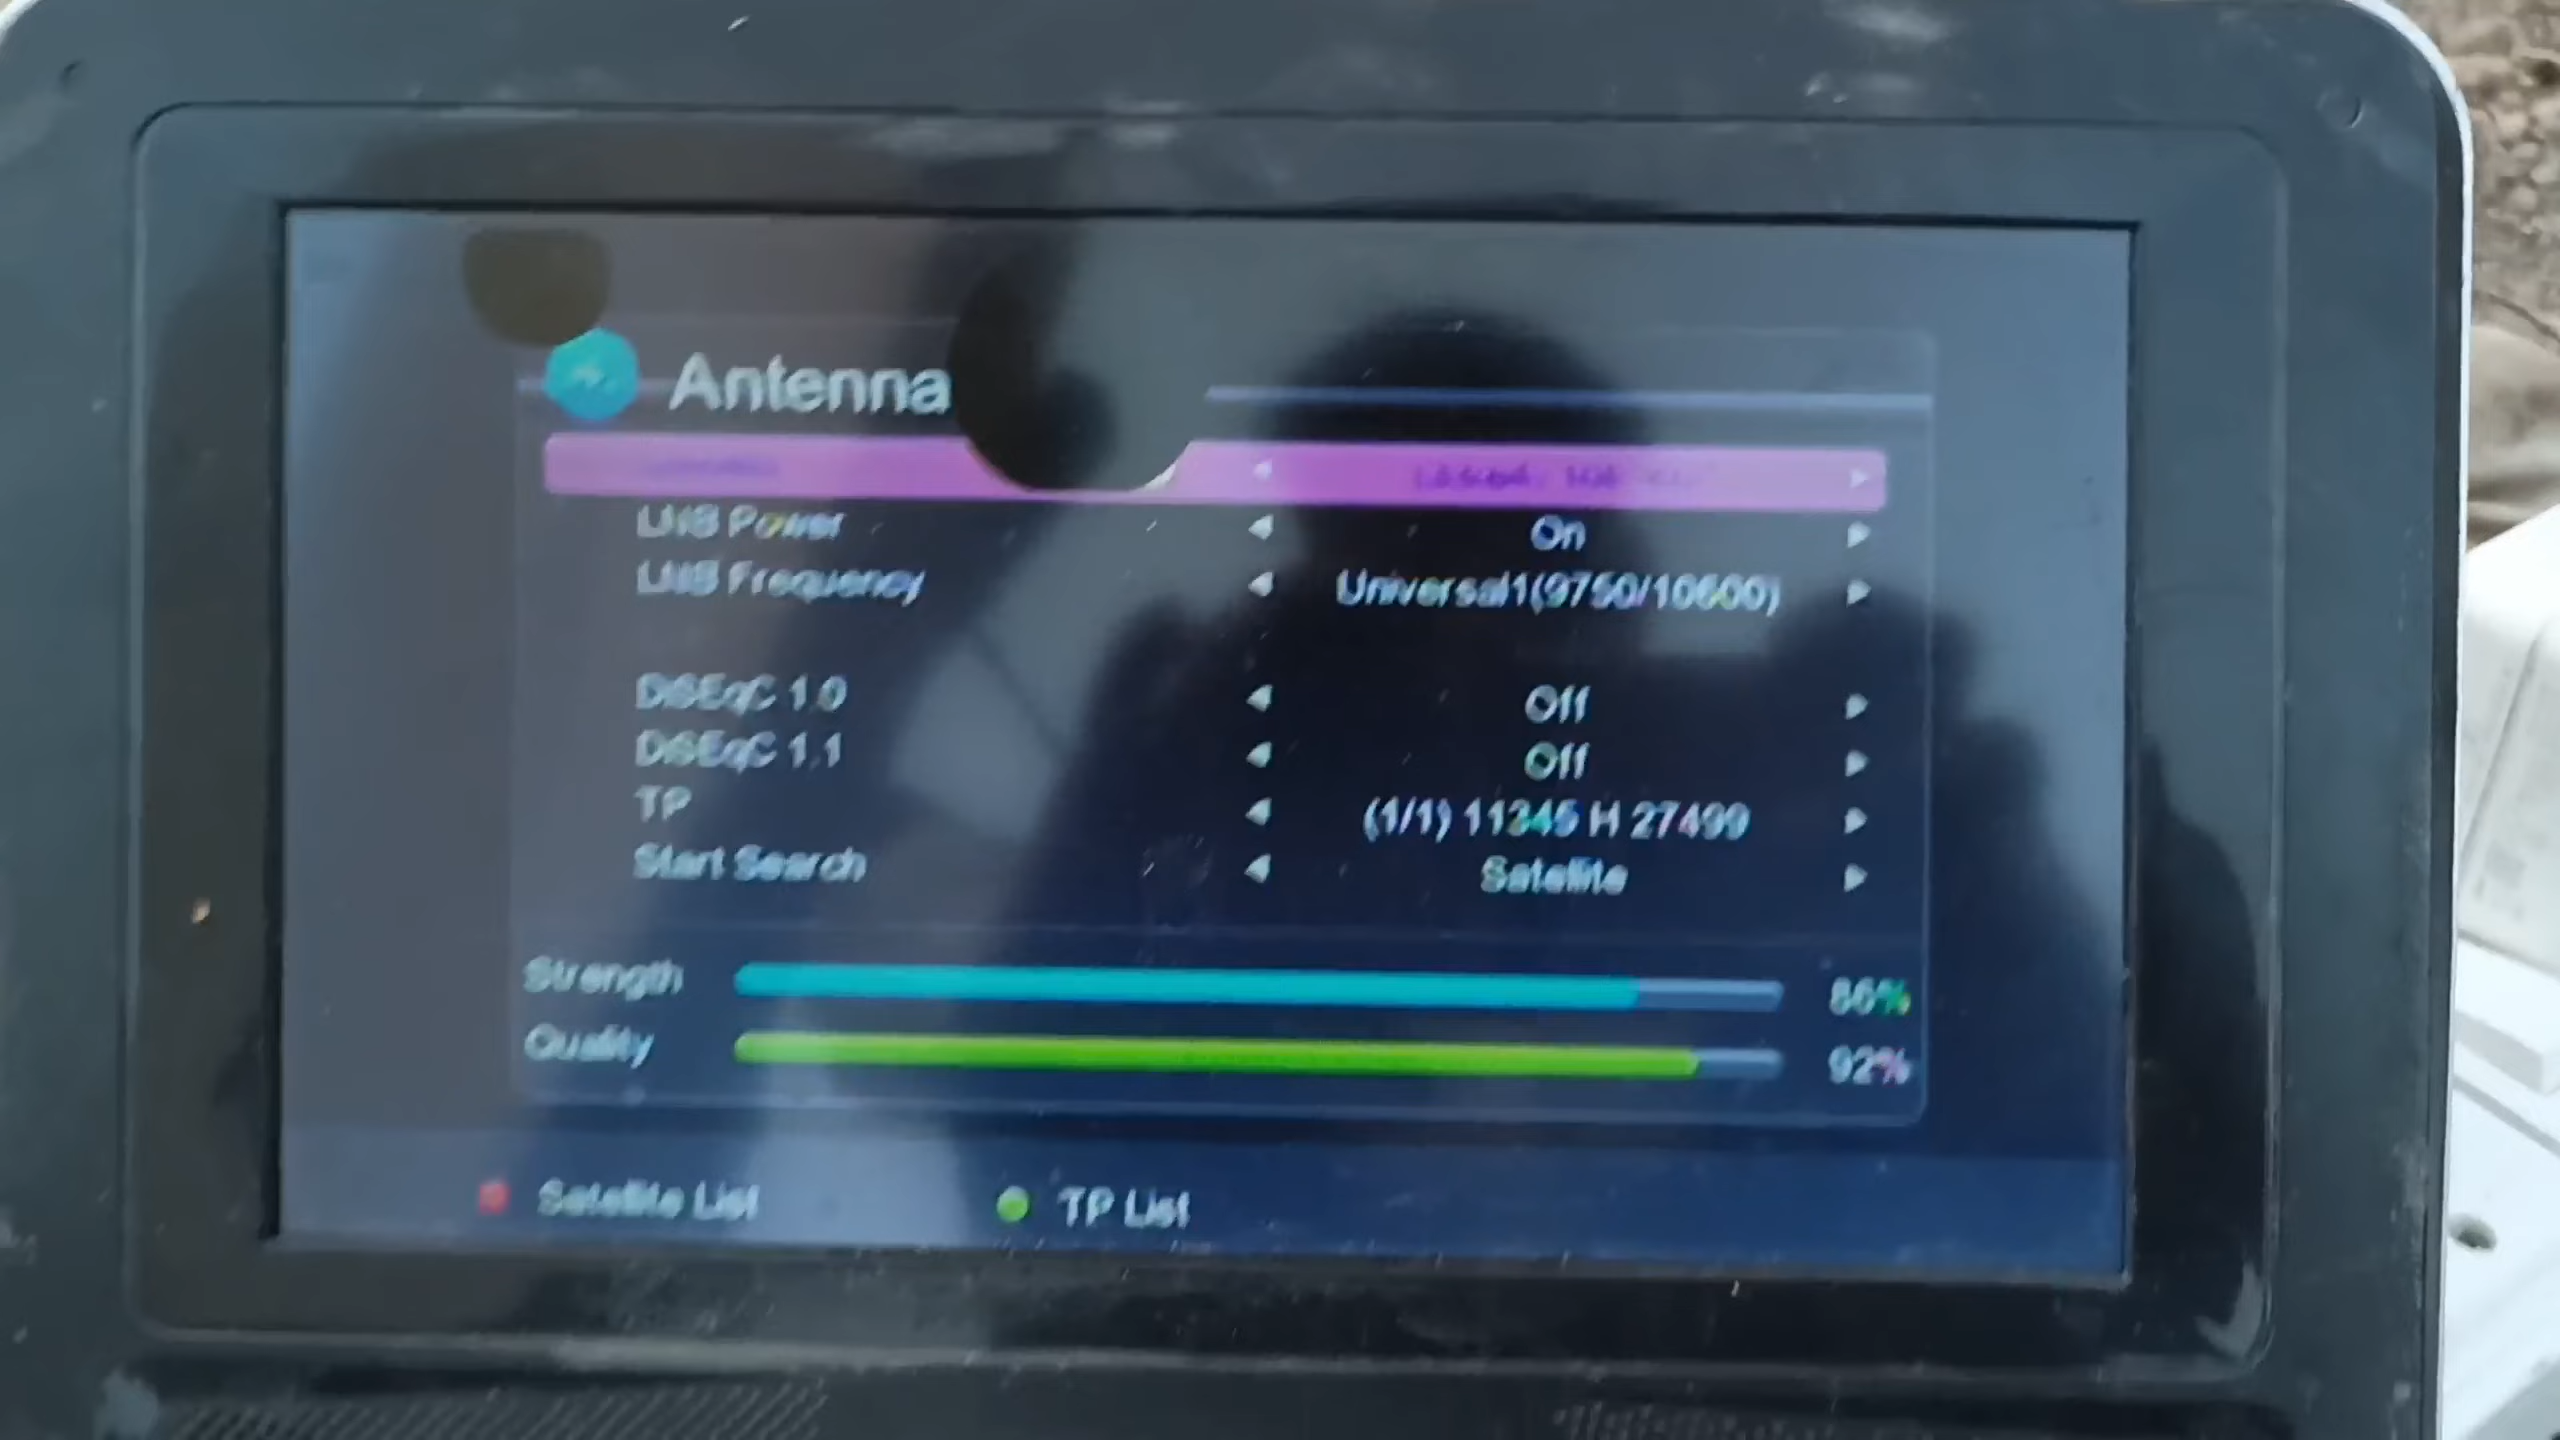 Antenna
LNB Power On
LNB Frequency Universal1(9750/10600)
DiSEqC 1.0 Off
DiSEqC 1.1 Off
TP (1/1) 11345 H 27499
Start Search Satellite
Strength 86%
Quality 92%
Satellite List TP List